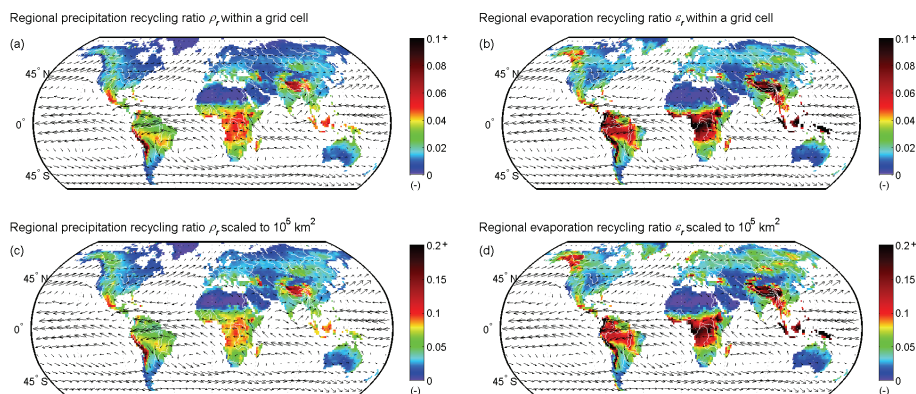 Regional precipitation recycling ratio ρr within a grid cell
(a)
45° N
0°
45° S
0.1+
0.08
0.06
0.04
0.02
0
(-)
Regional evaporation recycling ratio εr within a grid cell
(b)
45° N
0°
45° S
0.1+
0.08
0.06
0.04
0.02
0
(-)
Regional precipitation recycling ratio ρr scaled to 10⁵ km²
(c)
45° N
0°
45° S
0.2+
0.15
0.1
0.05
0
(-)
Regional evaporation recycling ratio εr scaled to 10⁵ km²
(d)
45° N
0°
45° S
0.2+
0.15
0.1
0.05
0
(-)